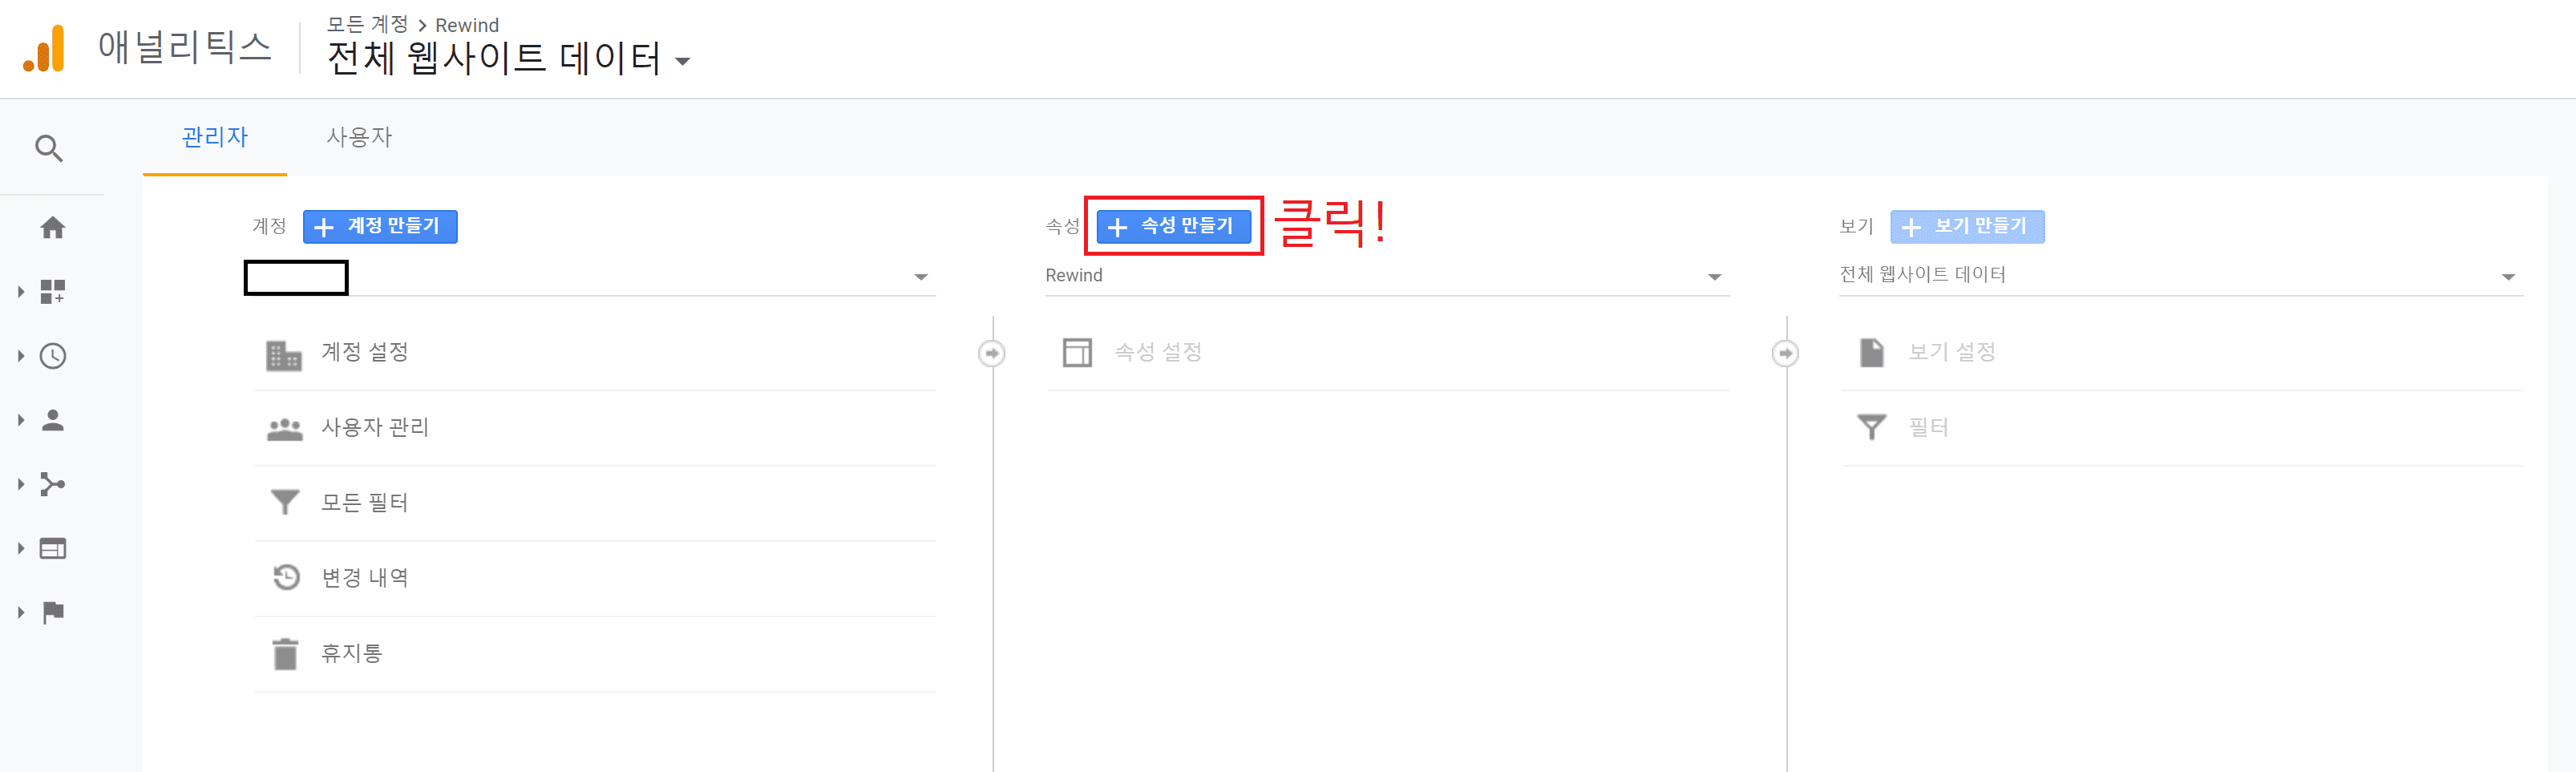 애널리틱스
모든 계정 > Rewind
전체 웹사이트 데이터
관리자
사용자
계정
+ 계정 만들기
계정 설정
사용자 관리
모든 필터
변경 내역
휴지통
속성
+ 속성 만들기
클릭!
Rewind
속성 설정
보기
+ 보기 만들기
전체 웹사이트 데이터
보기 설정
필터